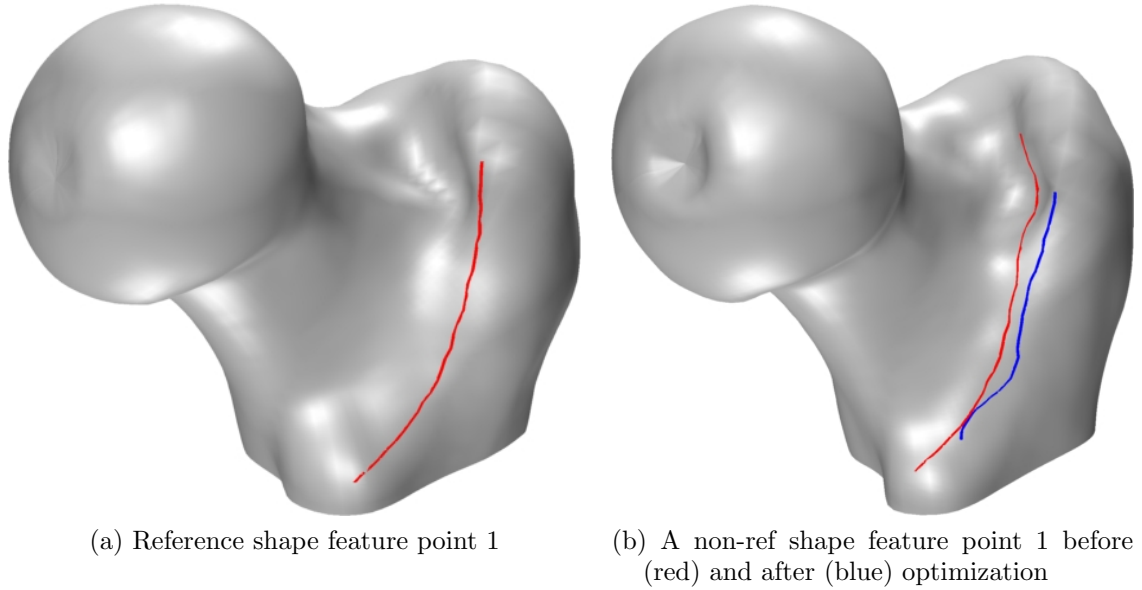 (a) Reference shape feature point 1
(b) A non-ref shape feature point 1 before
(red) and after (blue) optimization